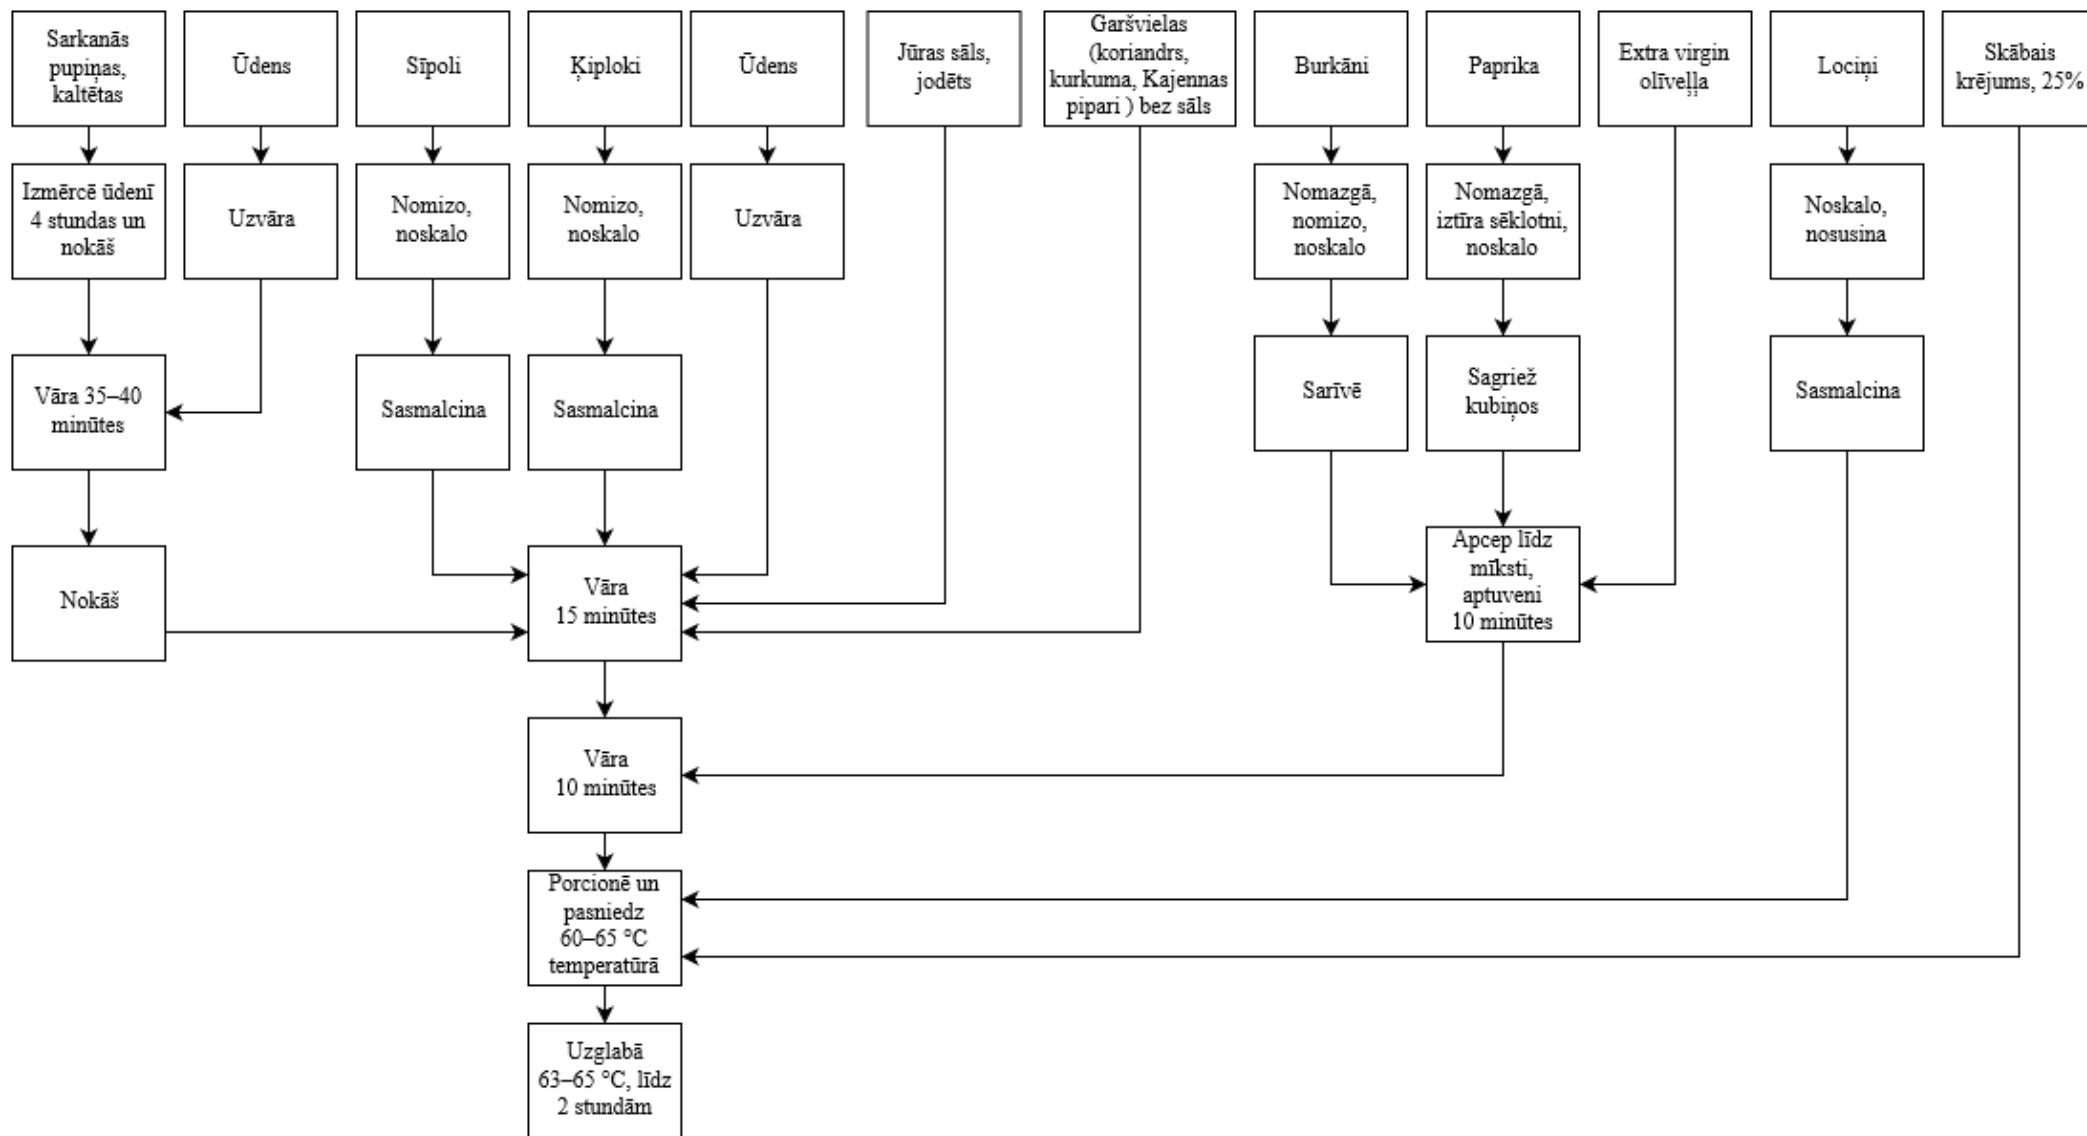 Sarkanās
pupiņas,
kaltētas
Ūdens
Sīpoli
Ķiploki
Ūdens
Jūras sāls,
jodēts
Garšvielas
(koriandrs,
kurkuma, Kajennas
pipari ) bez sāls
Burkāni
Paprika
Extra virgin
olīveļļa
Lociņi
Skābais
krējums, 25%
Izmērcē ūdenī
4 stundas un
nokāš
Uzvāra
Nomizo,
noskalo
Nomizo,
noskalo
Uzvāra
Nomazgā,
nomizo,
noskalo
Nomazgā,
iztīra sēklotni,
noskalo
Noskalo,
nosusina
Vāra 35–40
minūtes
Sasmalcina
Sasmalcina
Sarīvē
Sagriež
kubiņos
Sasmalcina
Nokāš
Vāra
15 minūtes
Apcep līdz
mīksti,
aptuveni
10 minūtes
Vāra
10 minūtes
Porcionē un
pasniedz
60–65 °C
temperatūrā
Uzglabā
63–65 °C, līdz
2 stundām